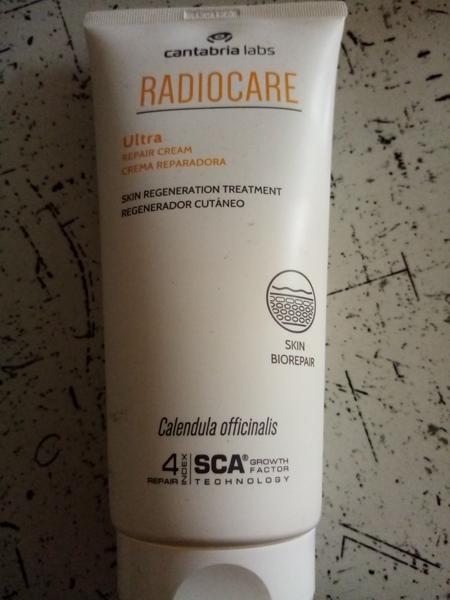 cantabria labs
RADIOCARE
Ultra
REPAIR CREAM
CREMA REPARADORA
SKIN REGENERATION TREATMENT
REGENERADOR CUTÁNEO
SKIN
BIOREPAIR
Calendula officinalis
4 REPAIR INDEX
SCA® GROWTH
FACTOR
TECHNOLOGY